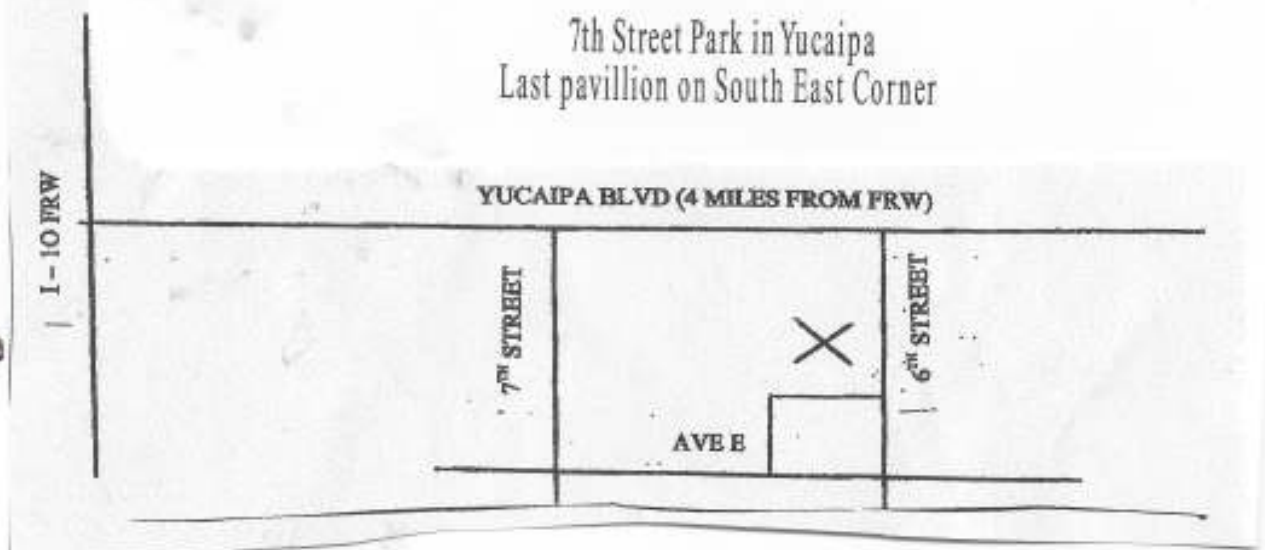 7th Street Park in Yucaipa
Last pavillion on South East Corner
YUCAIPA BLVD (4 MILES FROM FRW)
I - 10 FRW
7TH STREET
6TH STREET
AVE E